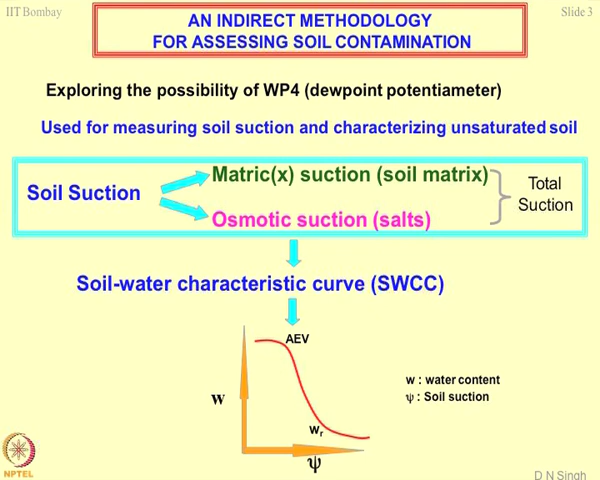 IIT Bombay
Slide 3
AN INDIRECT METHODOLOGY
FOR ASSESSING SOIL CONTAMINATION
Exploring the possibility of WP4 (dewpoint potentiameter)
Used for measuring soil suction and characterizing unsaturated soil
Soil Suction
Matric(x) suction (soil matrix)
Osmotic suction (salts)
Total
Suction
Soil-water characteristic curve (SWCC)
AEV
w
wr
ψ
w : water content
ψ : Soil suction
NPTEL
D N Singh